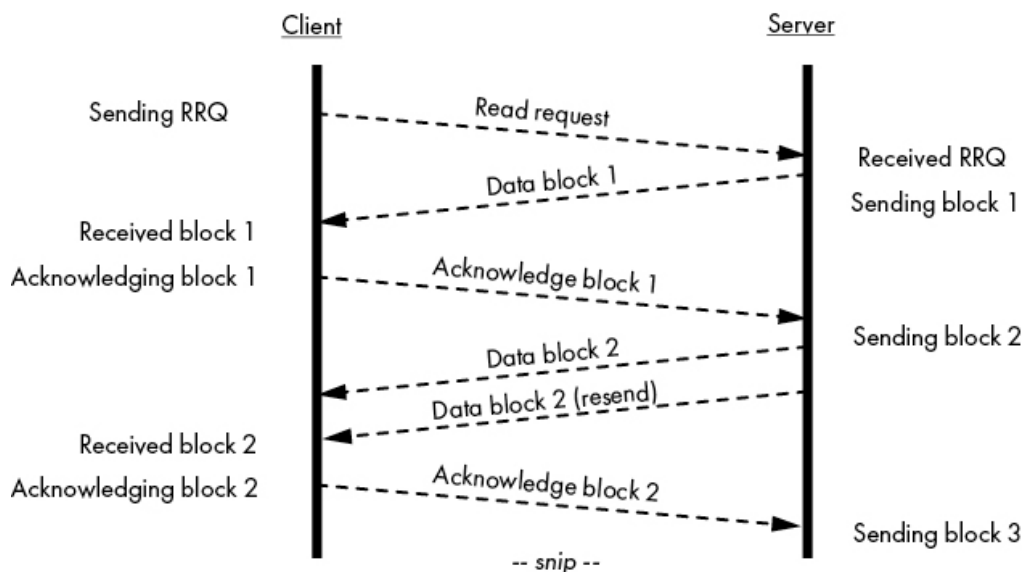 Client
Server
Sending RRQ
Read request
Received RRQ
Data block 1
Sending block 1
Received block 1
Acknowledging block 1
Acknowledge block 1
Sending block 2
Data block 2
Data block 2 (resend)
Received block 2
Acknowledging block 2
Acknowledge block 2
Sending block 3
-- snip --